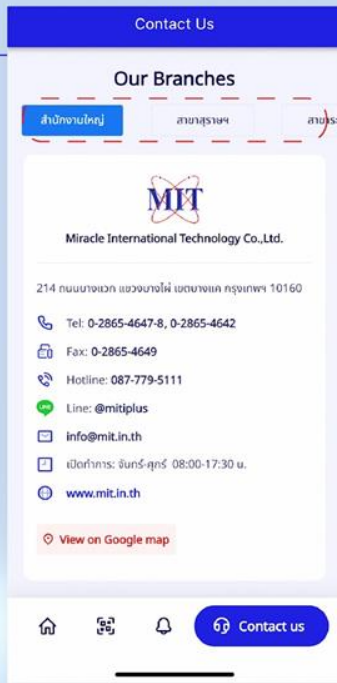 Contact Us
Our Branches
สำนักงานใหญ่
สาขาสุราษฯ
MIT
Miracle International Technology Co.,Ltd.
214 ถนนบางแวก แขวงบางไผ่ เขตบางแค กรุงเทพฯ 10160
Tel: 0-2865-4647-8, 0-2865-4642
Fax: 0-2865-4649
Hotline: 087-779-5111
Line: @mitiplus
info@mit.in.th
เปิดทำการ: จันทร์-ศุกร์ 08:00-17:30 น.
www.mit.in.th
View on Google map
Contact us